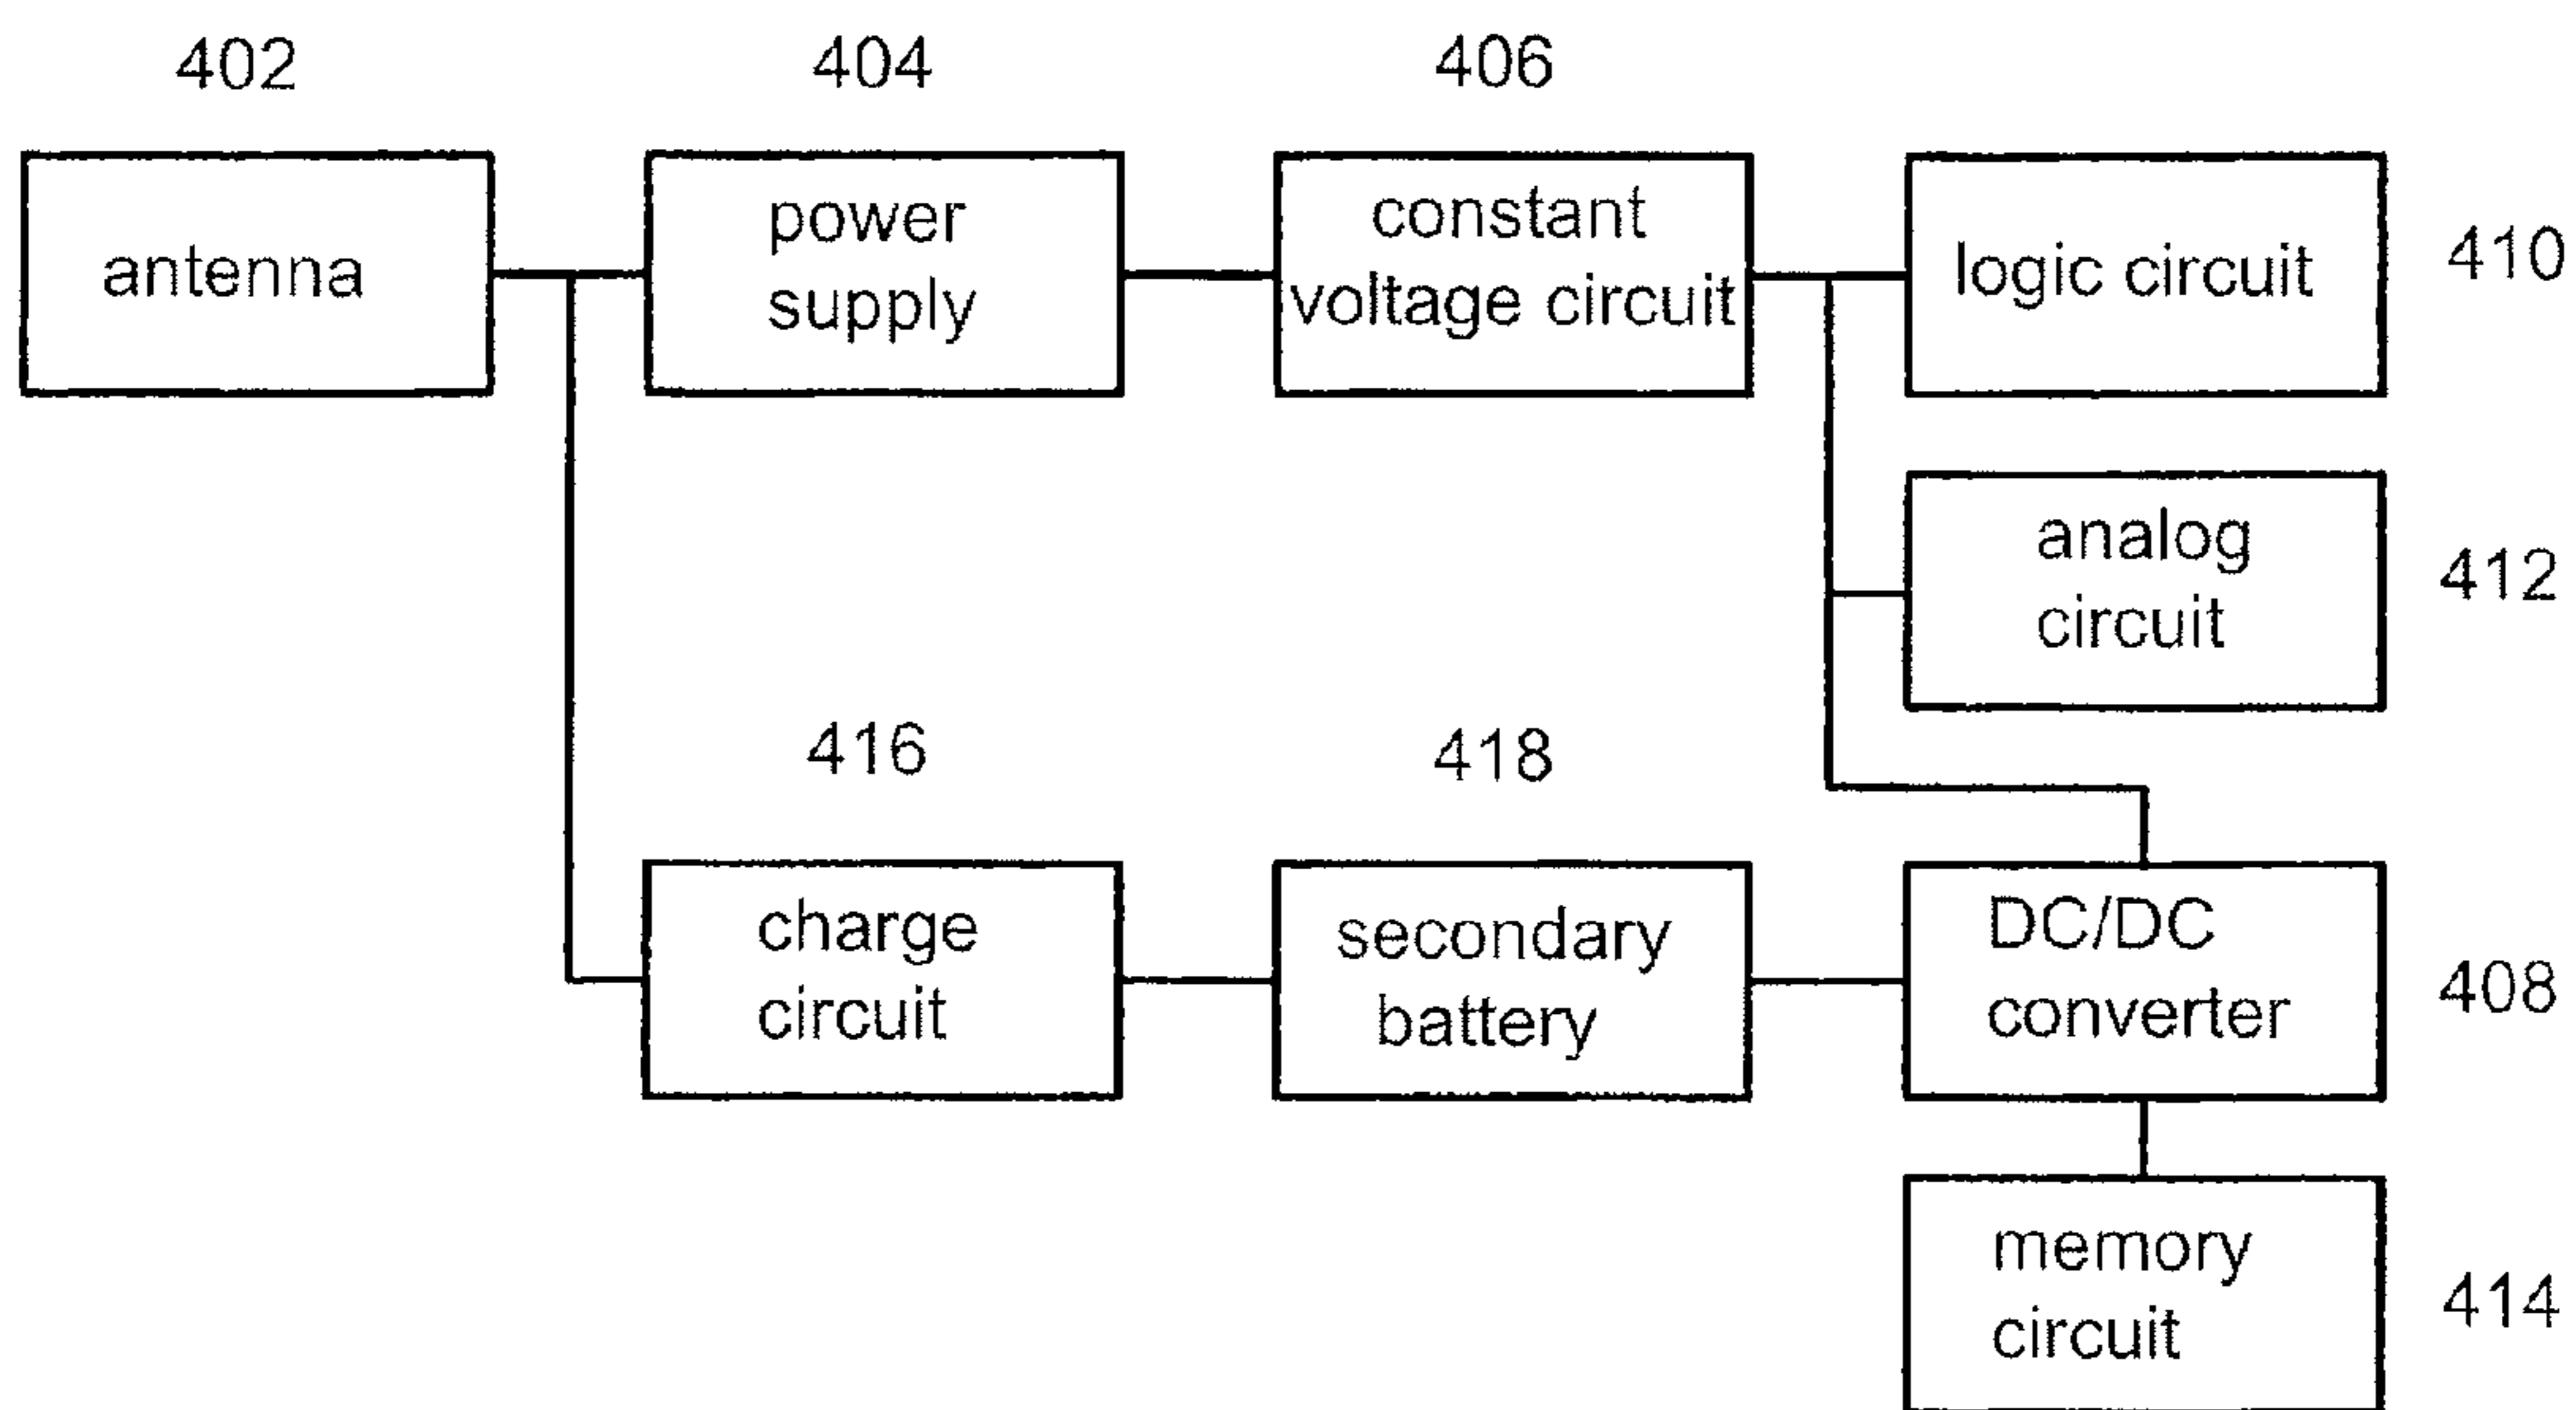 402
404
406
antenna
power
supply
constant
voltage circuit
logic circuit
410
analog
circuit
412
416
418
charge
circuit
secondary
battery
DC/DC
converter
408
memory
circuit
414